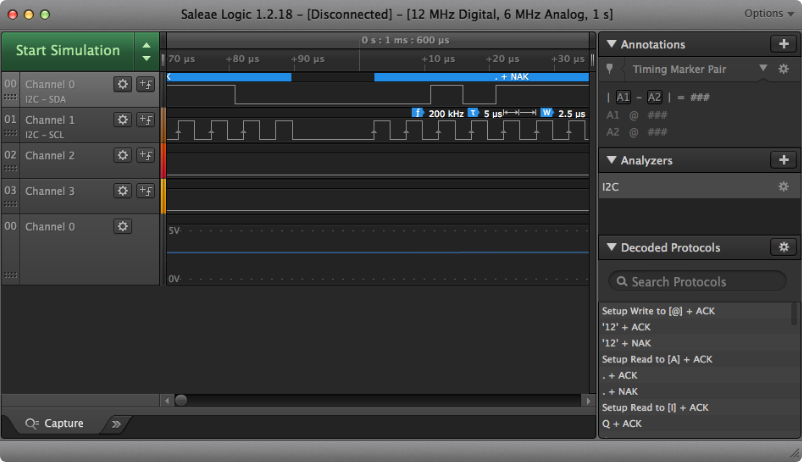 Saleae Logic 1.2.18 – [Disconnected] – [12 MHz Digital, 6 MHz Analog, 1 s]
Options
Start Simulation
0 s : 1 ms : 600 µs
70 µs +80 µs +90 µs +10 µs +20 µs +30 µs
00 Channel 0
I2C – SDA
K
. + NAK
01 Channel 1
I2C – SCL
f 200 kHz T 5 µs W 2.5 µs
02 Channel 2
03 Channel 3
00 Channel 0
5V
0V
Capture
Annotations
Timing Marker Pair
| A1 – A2 | = ###
A1 @ ###
A2 @ ###
Analyzers
I2C
Decoded Protocols
Search Protocols
Setup Write to [@] + ACK
'12' + ACK
'12' + NAK
Setup Read to [A] + ACK
. + ACK
. + NAK
Setup Read to [I] + ACK
Q + ACK